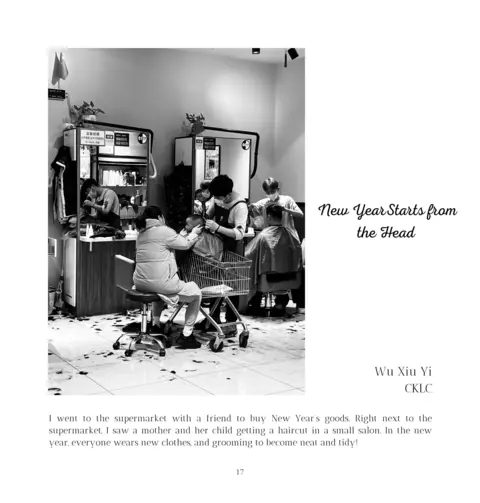 New Year Starts from
the Head
Wu Xiu Yi
CKLC
I went to the supermarket with a friend to buy New Year's goods. Right next to the
supermarket, I saw a mother and her child getting a haircut in a small salon. In the new
year, everyone wears new clothes, and grooming to become neat and tidy!
17